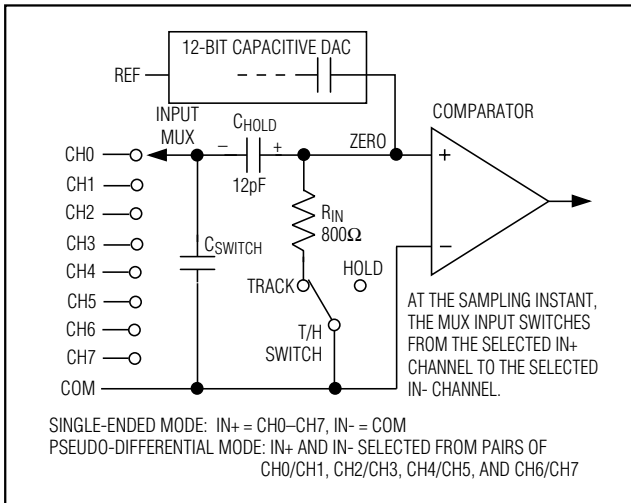 12-BIT CAPACITIVE DAC
REF
COMPARATOR
INPUT
MUX
C_HOLD
ZERO
− +
+
CH0
12pF
CH1
R_IN
CH2
800Ω
−
CH3
C_SWITCH
HOLD
CH4
TRACK
CH5
CH6
T/H
SWITCH
CH7
COM
AT THE SAMPLING INSTANT,
THE MUX INPUT SWITCHES
FROM THE SELECTED IN+
CHANNEL TO THE SELECTED
IN- CHANNEL.
SINGLE-ENDED MODE: IN+ = CH0–CH7, IN- = COM
PSEUDO-DIFFERENTIAL MODE: IN+ AND IN- SELECTED FROM PAIRS OF
CH0/CH1, CH2/CH3, CH4/CH5, AND CH6/CH7